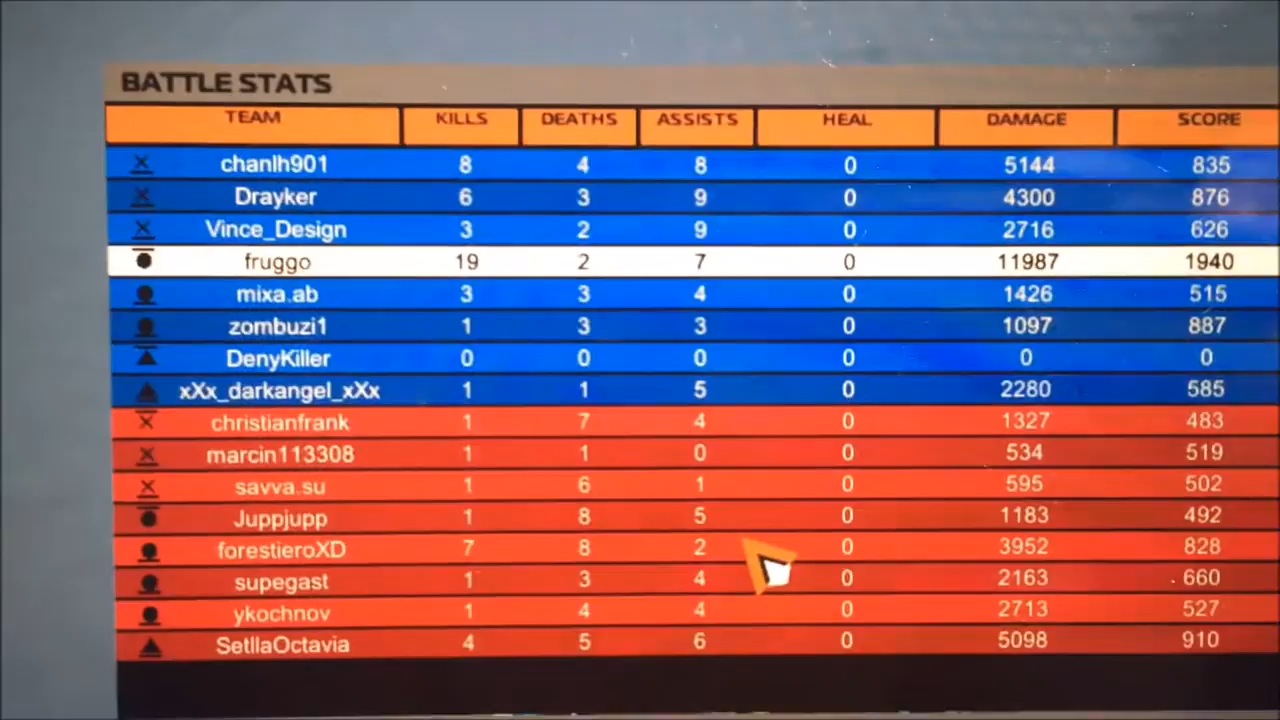 BATTLE STATS
TEAM KILLS DEATHS ASSISTS HEAL DAMAGE SCORE
chanlh901 8 4 8 0 5144 835
Drayker 6 3 9 0 4300 876
Vince_Design 3 2 9 0 2716 626
fruggo 19 2 7 0 11987 1940
mixa.ab 3 3 4 0 1426 515
zombuzi1 1 3 3 0 1097 887
DenyKiller 0 0 0 0 0 0
xXx_darkangel_xXx 1 1 5 0 2280 585
christianfrank 1 7 4 0 1327 483
marcin113308 1 1 0 0 534 519
savva.su 1 6 1 0 595 502
Juppjupp 1 8 5 0 1183 492
forestieroXD 7 8 2 0 3952 828
supegast 1 3 4 0 2163 660
ykochnov 1 4 4 0 2713 527
SetllaOctavia 4 5 6 0 5098 910